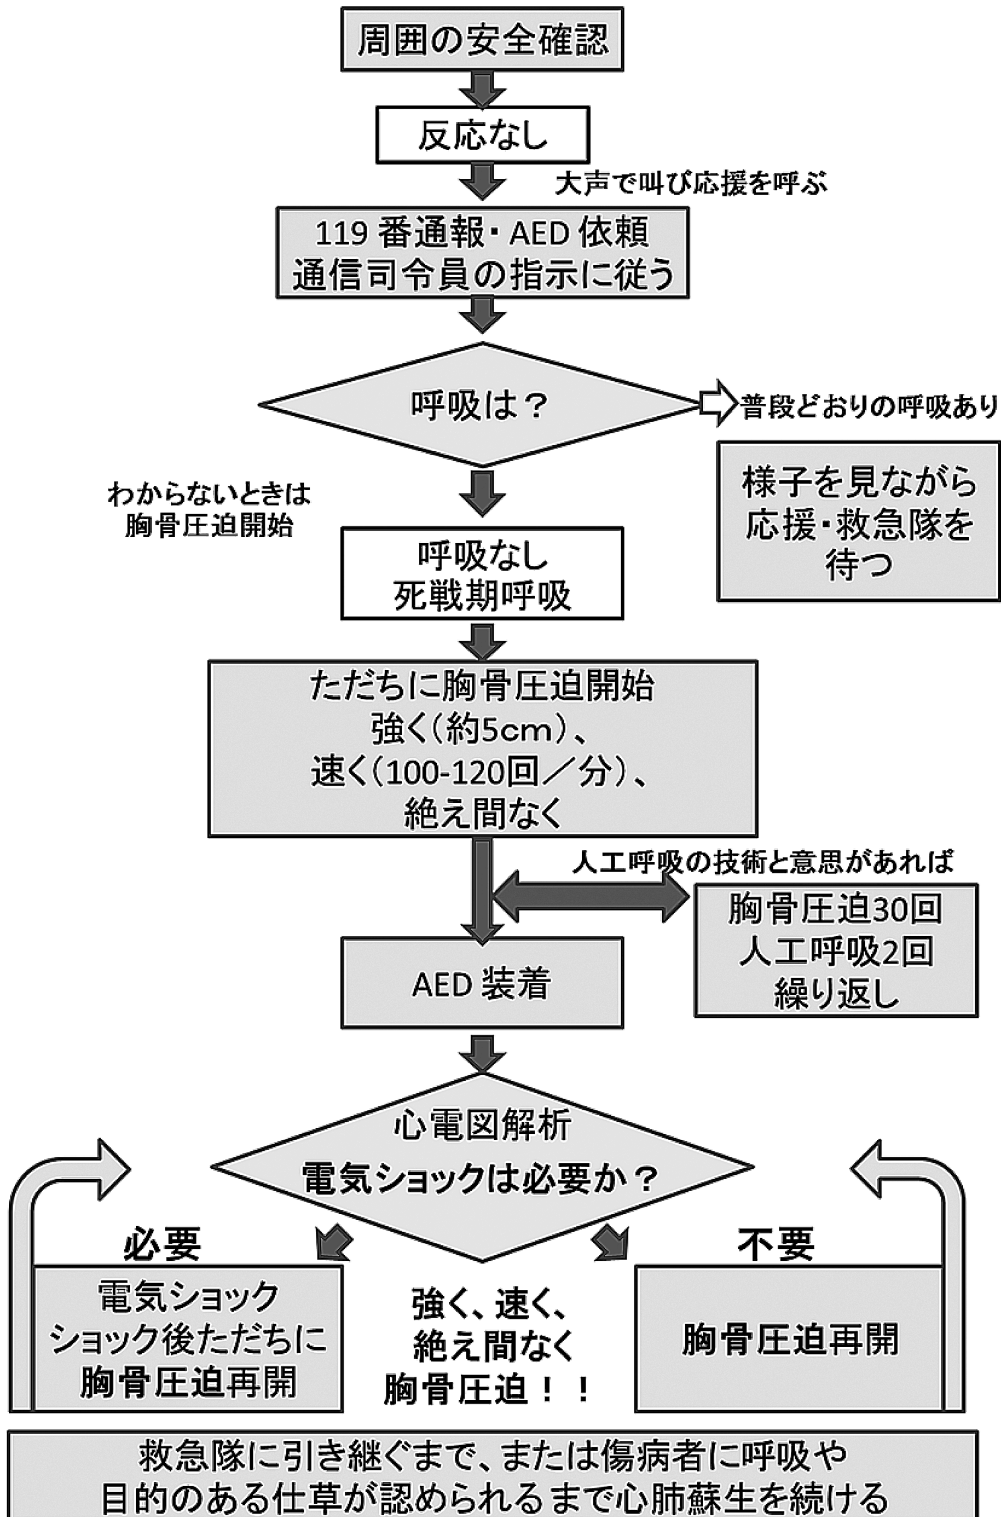 周囲の安全確認
反応なし
大声で叫び応援を呼ぶ
119 番通報・AED 依頼
通信司令員の指示に従う
呼吸は？
普段どおりの呼吸あり
様子を見ながら
応援・救急隊を
待つ
わからないときは
胸骨圧迫開始
呼吸なし
死戦期呼吸
ただちに胸骨圧迫開始
強く（約5cm）、
速く（100-120回／分）、
絶え間なく
人工呼吸の技術と意思があれば
胸骨圧迫30回
人工呼吸2回
繰り返し
AED 装着
心電図解析
電気ショックは必要か？
必要
電気ショック
ショック後ただちに
胸骨圧迫再開
強く、速く、
絶え間なく
胸骨圧迫！！
不要
胸骨圧迫再開
救急隊に引き継ぐまで、または傷病者に呼吸や
目的のある仕草が認められるまで心肺蘇生を続ける